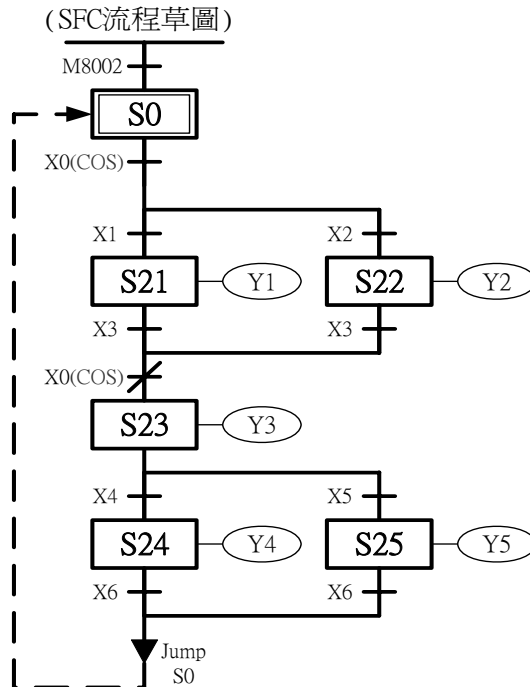 (SFC流程草圖)
M8002
S0
X0(COS)
X1
X2
S21
Y1
S22
Y2
X3
X3
X0(COS)
S23
Y3
X4
X5
S24
Y4
S25
Y5
X6
X6
Jump
S0